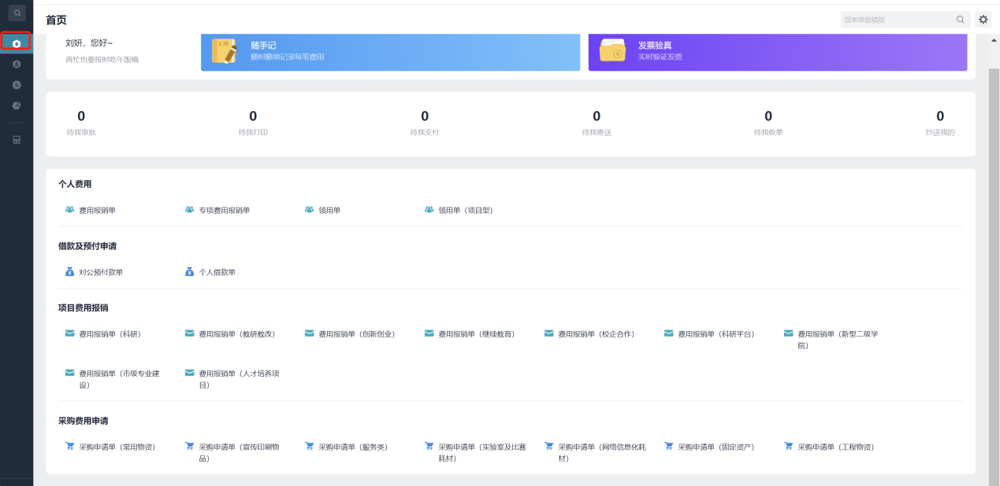 首页
搜索单据模版
刘妍，您好~
再忙也要按时吃午饭哦
2.38
随手记
随时随地记录每笔费用
发票验真
实时验证发票
0 0 0 0 0 0
待我审批 待我打印 待我支付 待我寄送 待我收单 抄送我的
个人费用
费用报销单 专项费用报销单 领用单 领用单（项目型）
借款及预付申请
对公预付款单 个人借款单
项目费用报销
费用报销单（科研） 费用报销单（教研教改） 费用报销单（创新创业） 费用报销单（继续教育） 费用报销单（校企合作） 费用报销单（科研平台） 费用报销单（新型二级学
院）
费用报销单（市级专业建 费用报销单（人才培养项
设） 目）
采购费用申请
采购申请单（常用物资） 采购申请单（宣传印刷物 采购申请单（服务类） 采购申请单（实验室及比赛 采购申请单（网络信息化耗 采购申请单（固定资产） 采购申请单（工程物资）
品） 耗材） 材）